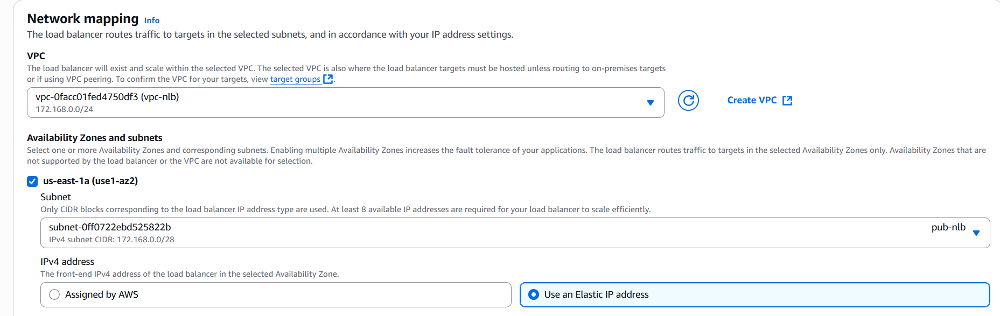 Network mapping Info
The load balancer routes traffic to targets in the selected subnets, and in accordance with your IP address settings.
VPC
The load balancer will exist and scale within the selected VPC. The selected VPC is also where the load balancer targets must be hosted unless routing to on-premises targets
or if using VPC peering. To confirm the VPC for your targets, view target groups.
vpc-0facc01fed4750df3 (vpc-nlb)
172.168.0.0/24
Create VPC
Availability Zones and subnets
Select one or more Availability Zones and corresponding subnets. Enabling multiple Availability Zones increases the fault tolerance of your applications. The load balancer routes traffic to targets in the selected Availability Zones only. Availability Zones that are
not supported by the load balancer or the VPC are not available for selection.
us-east-1a (use1-az2)
Subnet
Only CIDR blocks corresponding to the load balancer IP address type are used. At least 8 available IP addresses are required for your load balancer to scale efficiently.
subnet-0ff0722ebd525822b pub-nlb
IPv4 subnet CIDR: 172.168.0.0/28
IPv4 address
The front-end IPv4 address of the load balancer in the selected Availability Zone.
Assigned by AWS
Use an Elastic IP address